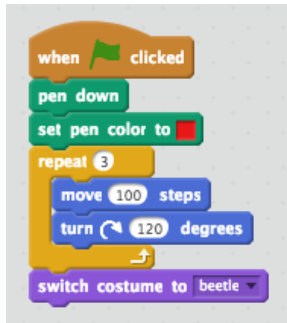 when clicked
pen down
set pen color to
repeat 3
move 100 steps
turn 120 degrees
switch costume to beetle